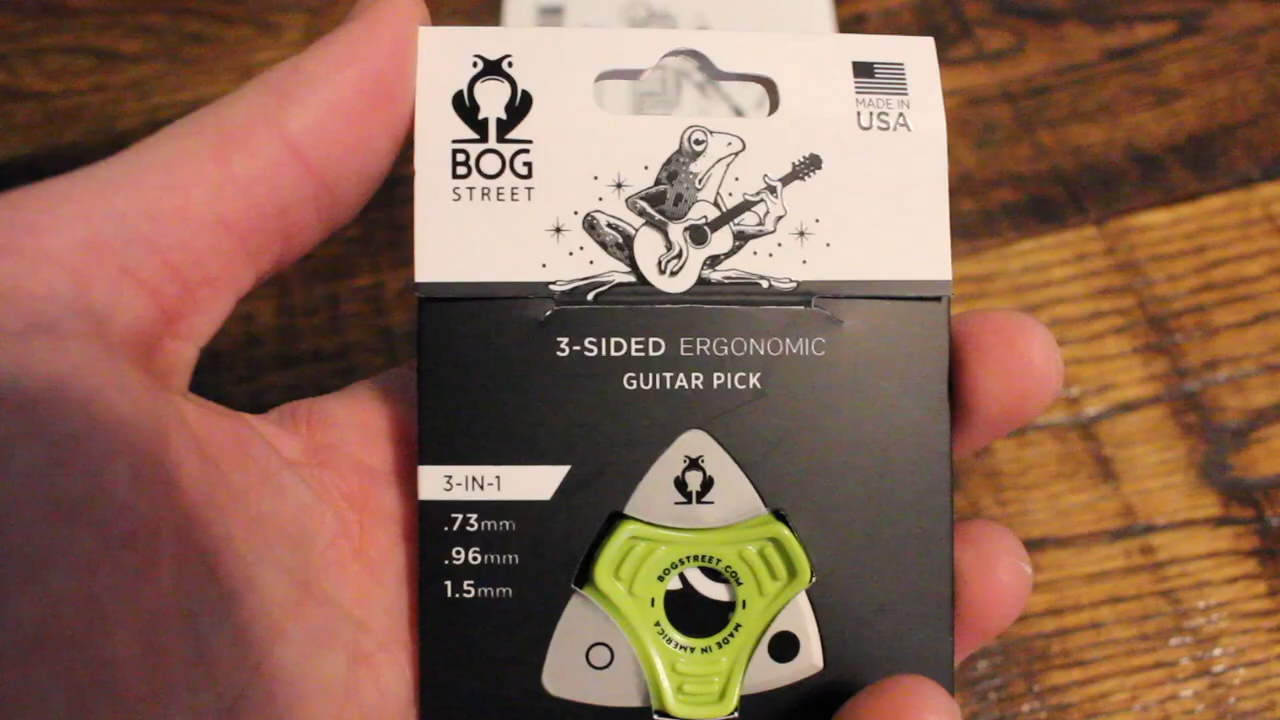 BOG
STREET
MADE IN
USA
3-SIDED ERGONOMIC
GUITAR PICK
3-IN-1
.73mm
.96mm
1.5mm
BOGSTREET.COM
MADE IN AMERICA